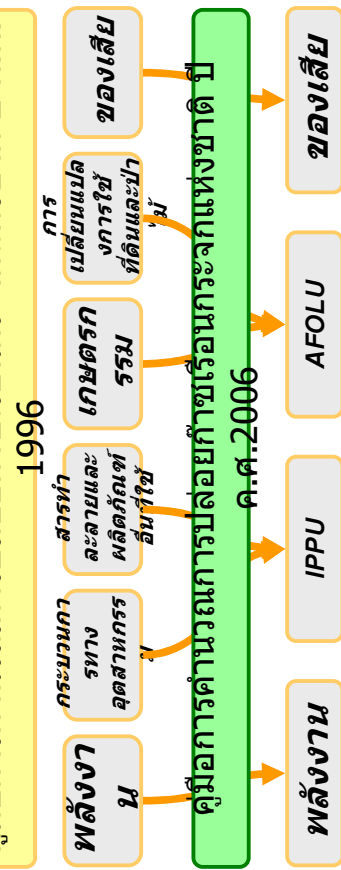 1996
พลังงา
น
กระบวนกา
รทาง
อุตสาหกรร
ม
สารทำ
ละลายและ
ผลิตภัณฑ์
อื่นที่ใช้
เกษตรก
รรม
การ
เปลี่ยนแปล
งการใช้
ที่ดินและป่า
ไม้
ของเสีย
คู่มือการคำนวณการปล่อยก๊าซเรือนกระจกแห่งชาติ ปี
ค.ศ.2006
พลังงาน
IPPU
AFOLU
ของเสีย